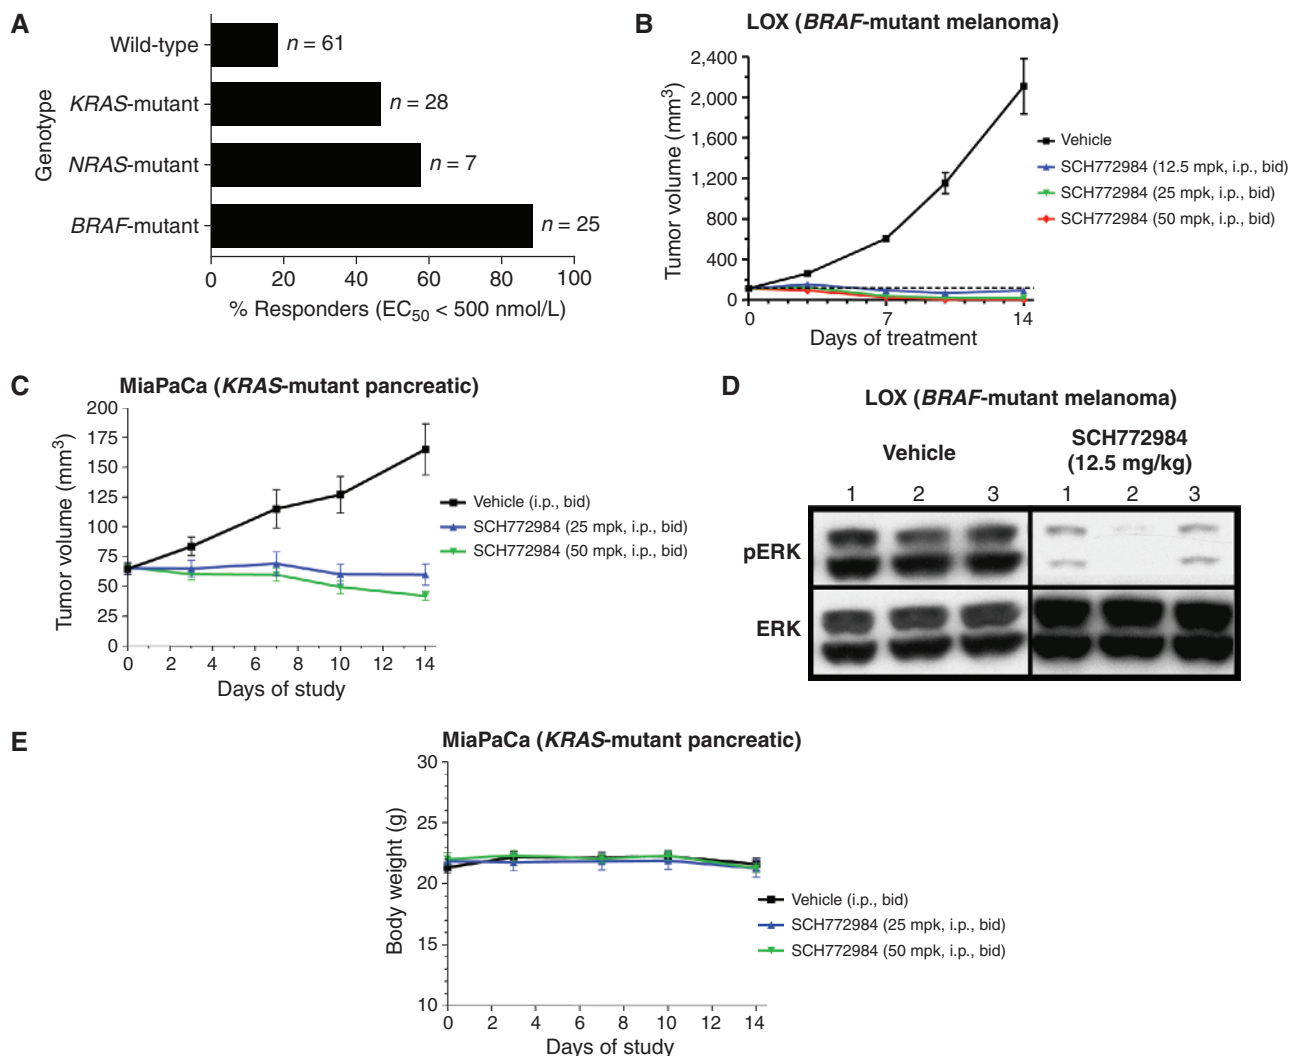 A
Genotype
Wild-type
n = 61
KRAS-mutant
n = 28
NRAS-mutant
n = 7
BRAF-mutant
n = 25
0 20 40 60 80 100
% Responders (EC50 < 500 nmol/L)
B
LOX (BRAF-mutant melanoma)
Tumor volume (mm3)
2,400
2,000
1,600
1,200
800
400
0
0 7 14
Days of treatment
Vehicle
SCH772984 (12.5 mpk, i.p., bid)
SCH772984 (25 mpk, i.p., bid)
SCH772984 (50 mpk, i.p., bid)
C
MiaPaCa (KRAS-mutant pancreatic)
Tumor volume (mm3)
200
175
150
125
100
75
50
25
0
0 2 4 6 8 10 12 14
Days of study
Vehicle (i.p., bid)
SCH772984 (25 mpk, i.p., bid)
SCH772984 (50 mpk, i.p., bid)
D
LOX (BRAF-mutant melanoma)
Vehicle
SCH772984
(12.5 mg/kg)
1 2 3 1 2 3
pERK
ERK
E
MiaPaCa (KRAS-mutant pancreatic)
Body weight (g)
30
25
20
15
10
0 2 4 6 8 10 12 14
Days of study
Vehicle (i.p., bid)
SCH772984 (25 mpk, i.p., bid)
SCH772984 (50 mpk, i.p., bid)